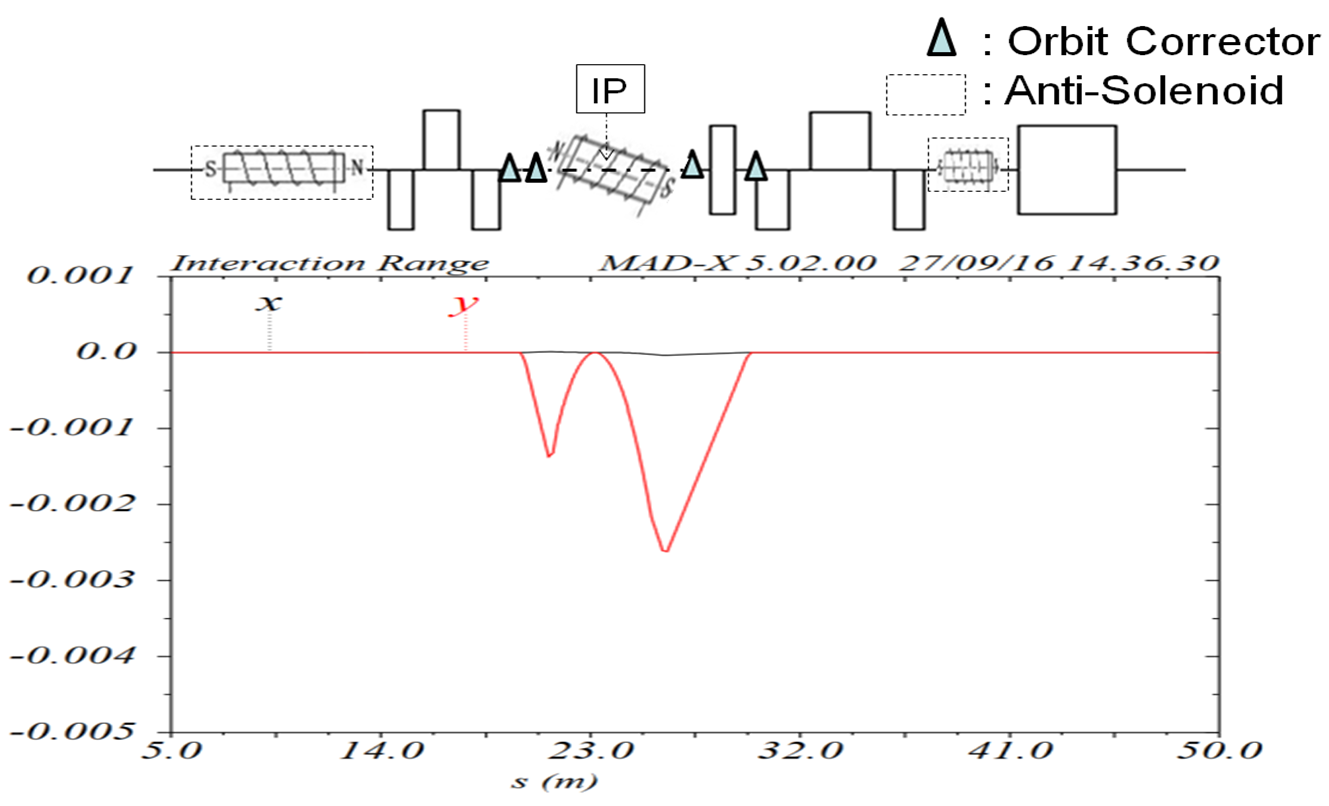 : Orbit Corrector
: Anti-Solenoid
IP
S N
N S
0.001
Interaction Range MAD-X 5.02.00 27/09/16 14.36.30
x y
0.0
-0.001
-0.002
-0.003
-0.004
-0.005
5.0 14.0 23.0 32.0 41.0 50.0
s (m)